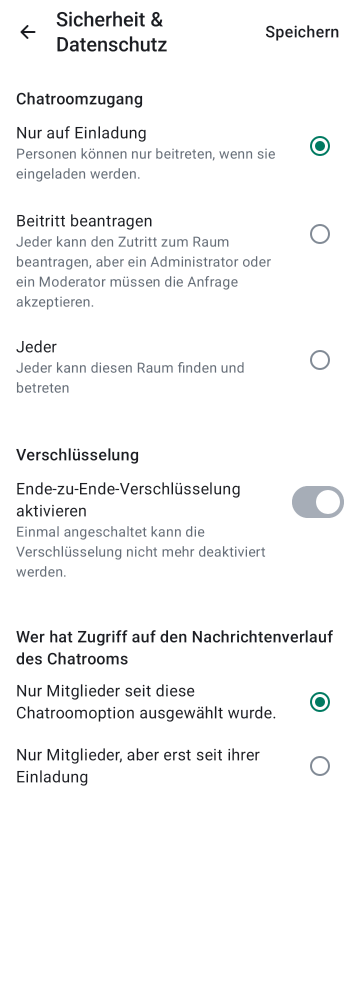 Sicherheit &
Datenschutz
Speichern
Chatroomzugang
Nur auf Einladung
Personen können nur beitreten, wenn sie
eingeladen werden.
Beitritt beantragen
Jeder kann den Zutritt zum Raum
beantragen, aber ein Administrator oder
ein Moderator müssen die Anfrage
akzeptieren.
Jeder
Jeder kann diesen Raum finden und
betreten
Verschlüsselung
Ende-zu-Ende-Verschlüsselung
aktivieren
Einmal angeschaltet kann die
Verschlüsselung nicht mehr deaktiviert
werden.
Wer hat Zugriff auf den Nachrichtenverlauf
des Chatrooms
Nur Mitglieder seit diese
Chatroomoption ausgewählt wurde.
Nur Mitglieder, aber erst seit ihrer
Einladung